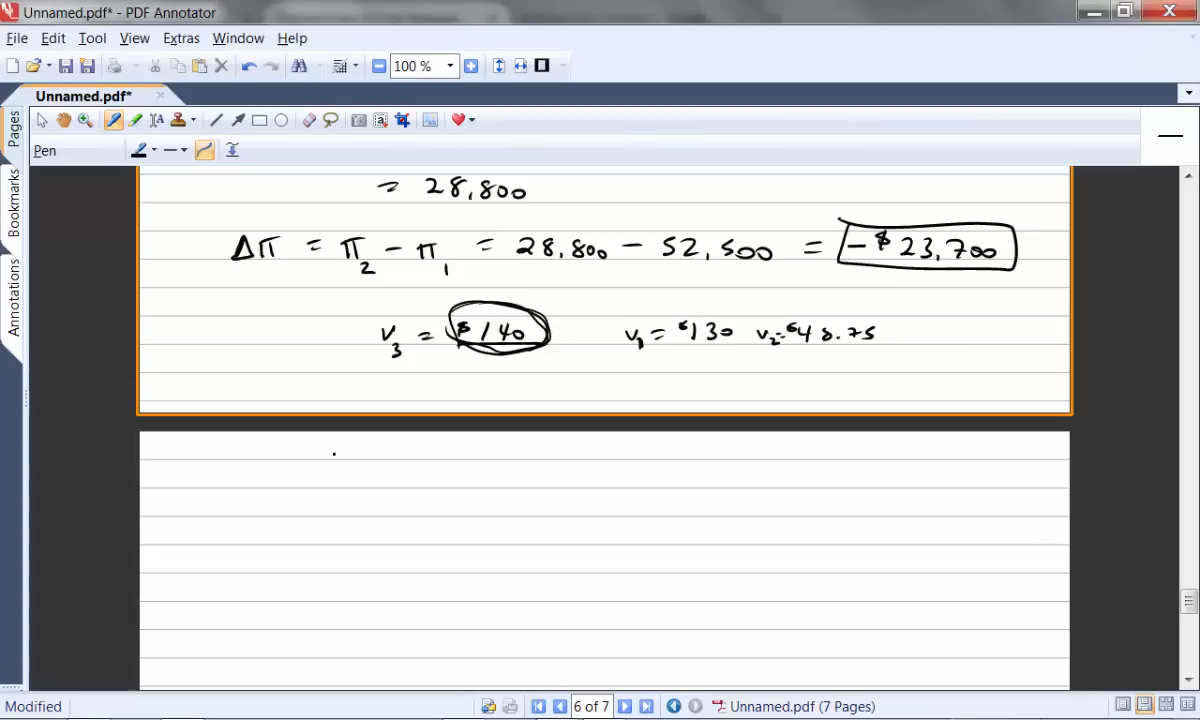 Unnamed.pdf* - PDF Annotator
File Edit Tool View Extras Window Help
100 %
Unnamed.pdf*
Pages
Bookmarks
Annotations
Pen
= 28,800
Δπ = π2 - π1 = 28,800 - 52,500 = -$23,700
v3 = $140 v1 = $130 v2 = $48.75
Modified
6 of 7
Unnamed.pdf (7 Pages)